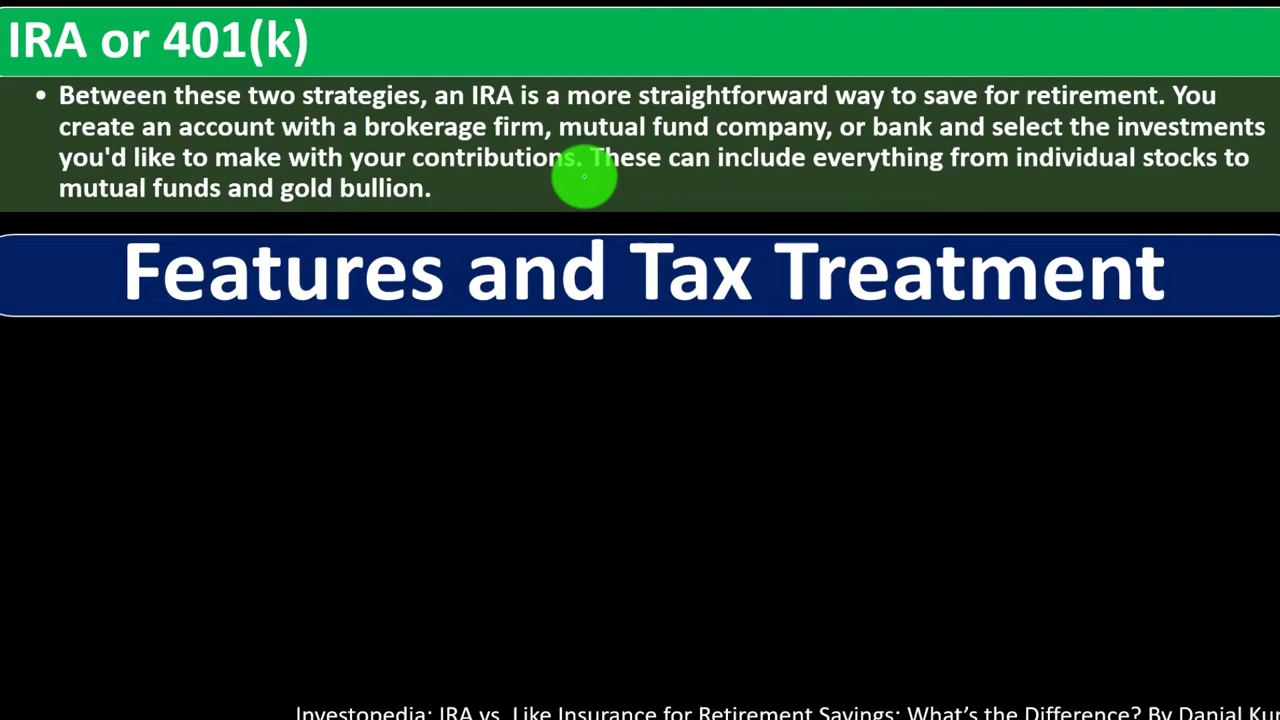 IRA or 401(k)
• Between these two strategies, an IRA is a more straightforward way to save for retirement. You
create an account with a brokerage firm, mutual fund company, or bank and select the investments
you'd like to make with your contributions. These can include everything from individual stocks to
mutual funds and gold bullion.
Features and Tax Treatment
Investopedia: IRA vs. Like Insurance for Retirement Savings: What's the Difference? By Danial